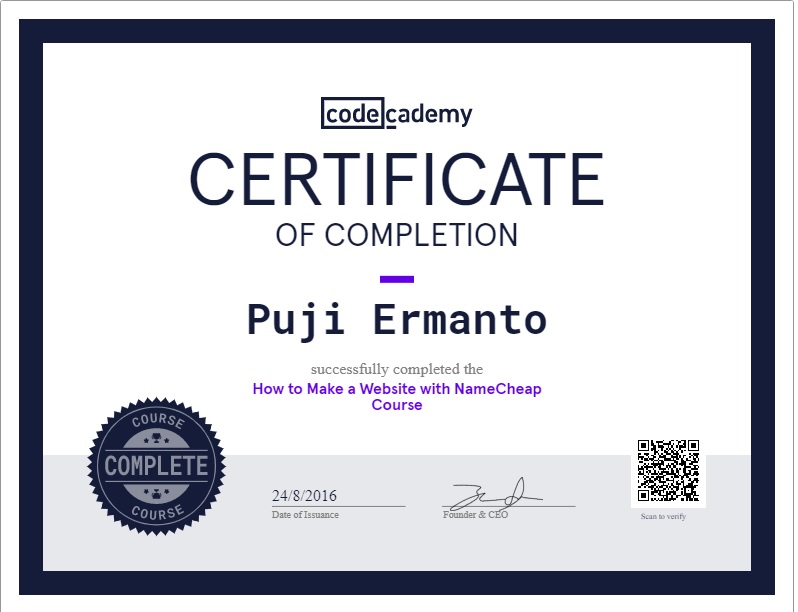 codecademy
CERTIFICATE
OF COMPLETION
Puji Ermanto
successfully completed the
How to Make a Website with NameCheap
Course
COURSE
COMPLETE
COURSE
24/8/2016
Date of Issuance
Founder & CEO
Scan to verify